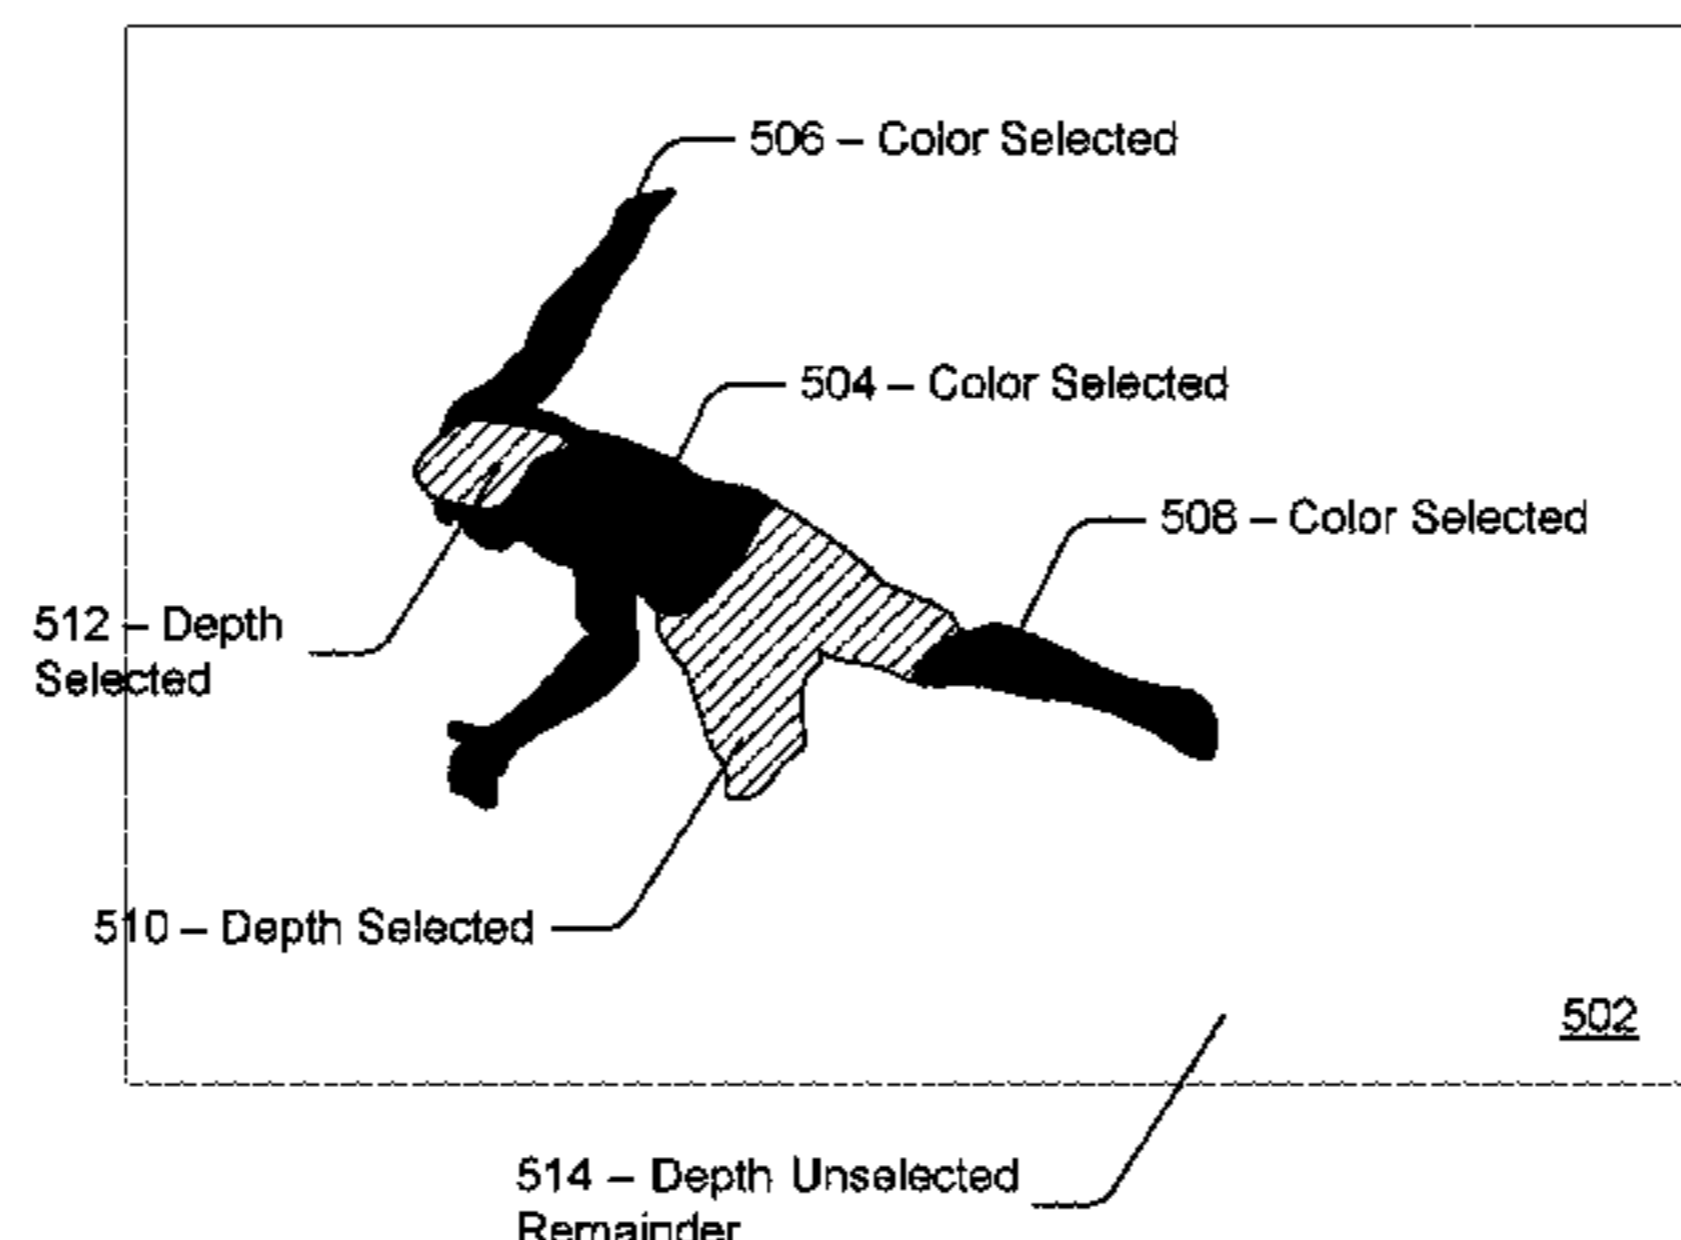 506 – Color Selected
504 – Color Selected
508 – Color Selected
512 – Depth
Selected
510 – Depth Selected
502
514 – Depth Unselected
Remainder